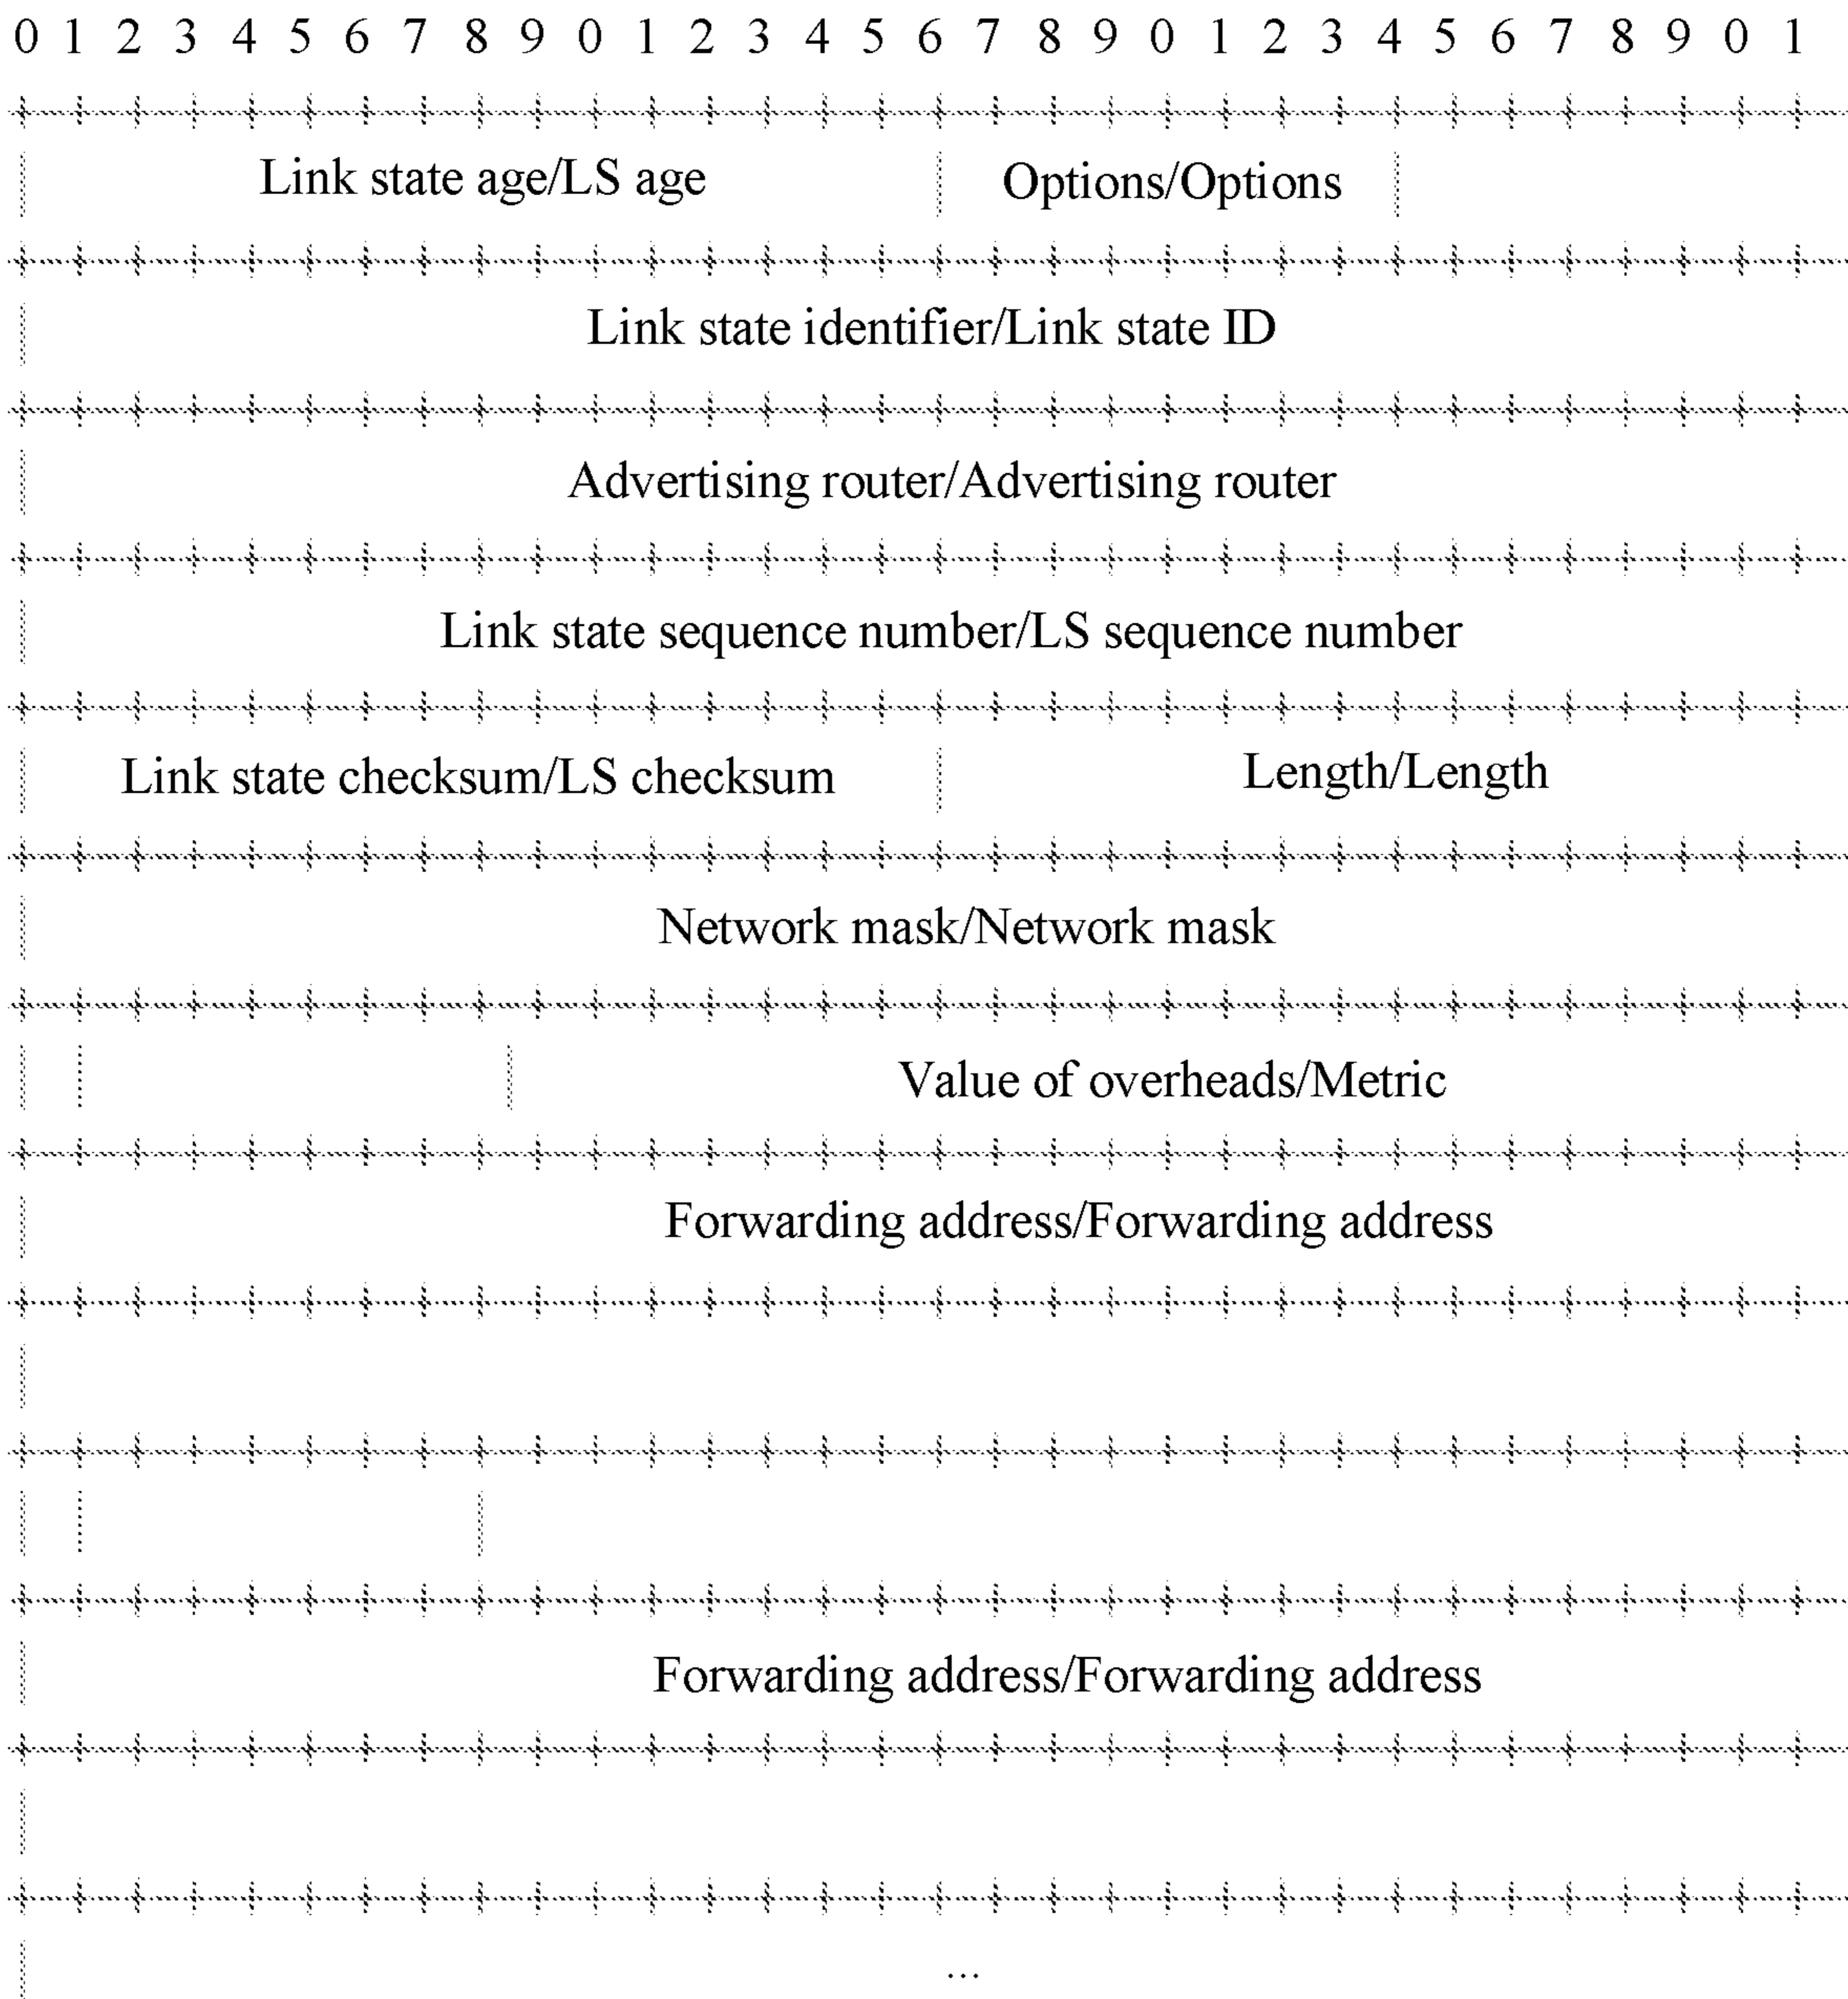 0 1 2 3 4 5 6 7 8 9 0 1 2 3 4 5 6 7 8 9 0 1 2 3 4 5 6 7 8 9 0 1
Link state age/LS age Options/Options
Link state identifier/Link state ID
Advertising router/Advertising router
Link state sequence number/LS sequence number
Link state checksum/LS checksum Length/Length
Network mask/Network mask
Value of overheads/Metric
Forwarding address/Forwarding address
Forwarding address/Forwarding address
...